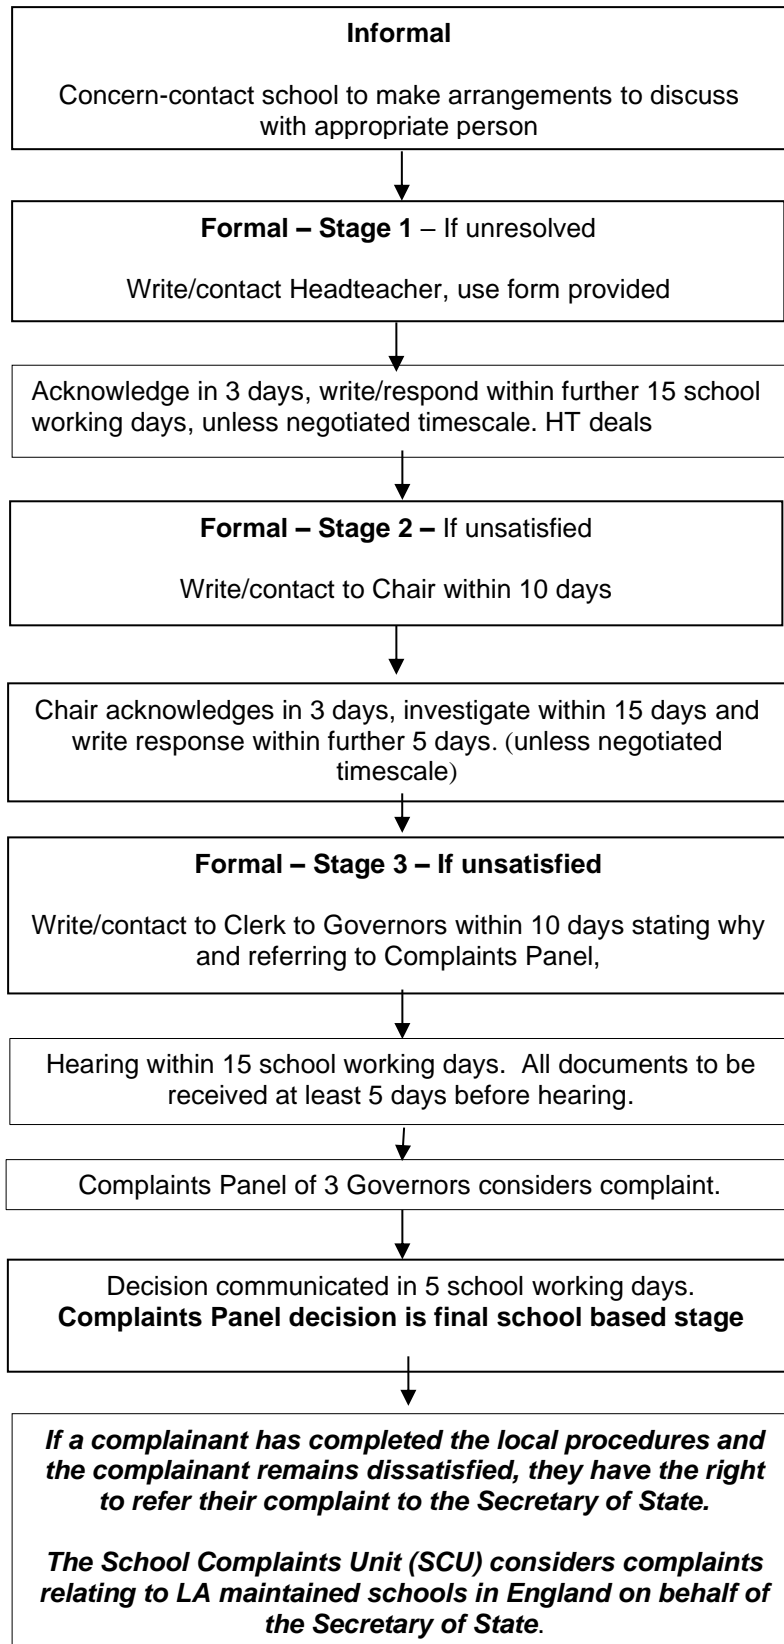 Informal
Concern-contact school to make arrangements to discuss
with appropriate person
Formal – Stage 1 – If unresolved
Write/contact Headteacher, use form provided
Acknowledge in 3 days, write/respond within further 15 school
working days, unless negotiated timescale. HT deals
Formal – Stage 2 – If unsatisfied
Write/contact to Chair within 10 days
Chair acknowledges in 3 days, investigate within 15 days and
write response within further 5 days. (unless negotiated
timescale)
Formal – Stage 3 – If unsatisfied
Write/contact to Clerk to Governors within 10 days stating why
and referring to Complaints Panel,
Hearing within 15 school working days.  All documents to be
received at least 5 days before hearing.
Complaints Panel of 3 Governors considers complaint.
Decision communicated in 5 school working days.
Complaints Panel decision is final school based stage
If a complainant has completed the local procedures and
the complainant remains dissatisfied, they have the right
to refer their complaint to the Secretary of State.
The School Complaints Unit (SCU) considers complaints
relating to LA maintained schools in England on behalf of
the Secretary of State.